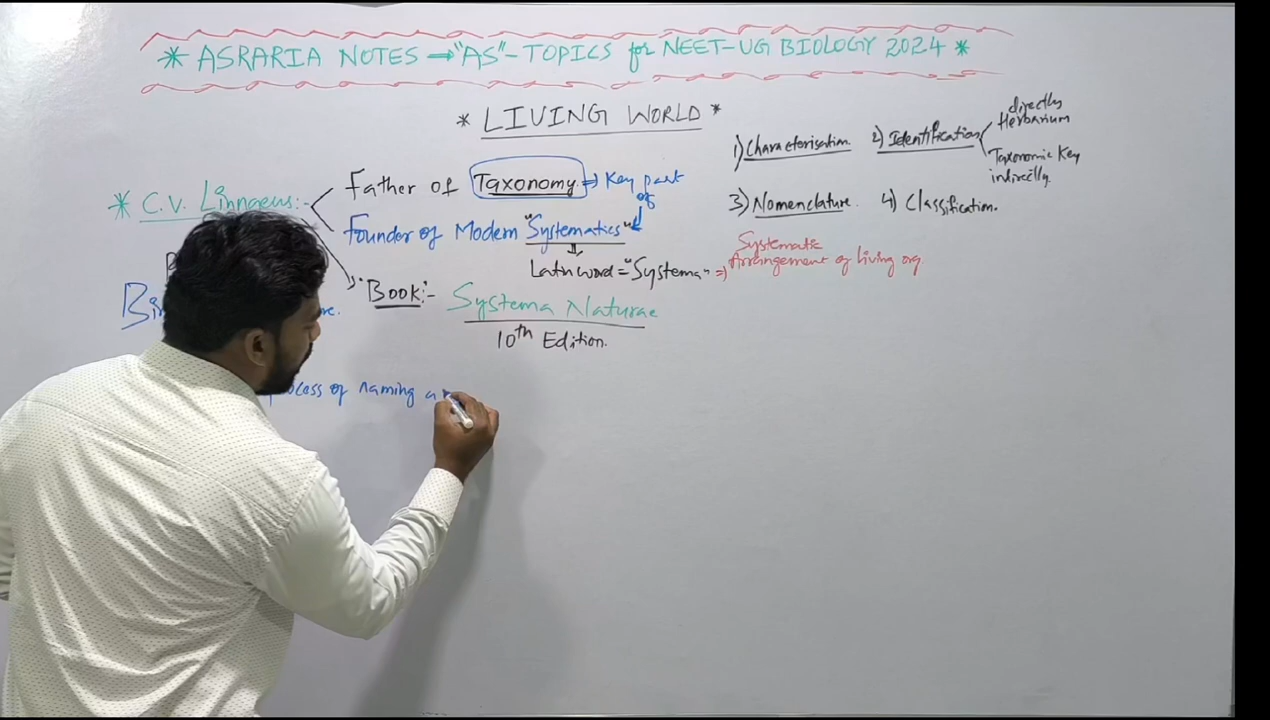 * ASRARIA NOTES → "AS" - TOPICS for NEET-UG BIOLOGY 2024 *
* LIVING WORLD *
* C.V. Linnaeus:-
Father of Taxonomy ⇒ Key part of
Founder of Modern "Systematics"
Latin word = "Systema" ⇒ Systematic Arrangement of living org
Book:- Systema Naturae
10th Edition.
process of naming
1) Characterisation
2) Identification
directly Herbarium
Taxonomic Key indirectly
3) Nomenclature.
4) Classification.